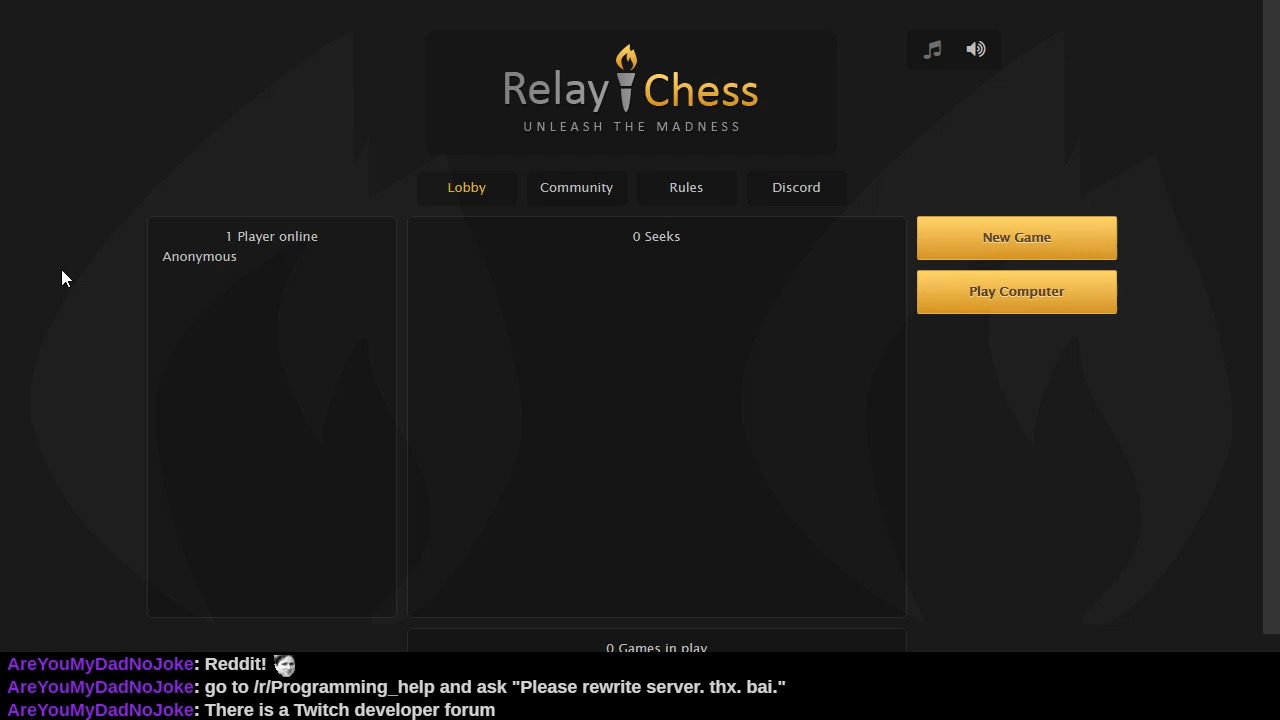 Relay Chess
UNLEASH THE MADNESS
Lobby
Community
Rules
Discord
1 Player online
Anonymous
0 Seeks
New Game
Play Computer
0 Games in play
AreYouMyDadNoJoke: Reddit!
AreYouMyDadNoJoke: go to /r/Programming_help and ask "Please rewrite server. thx. bai."
AreYouMyDadNoJoke: There is a Twitch developer forum